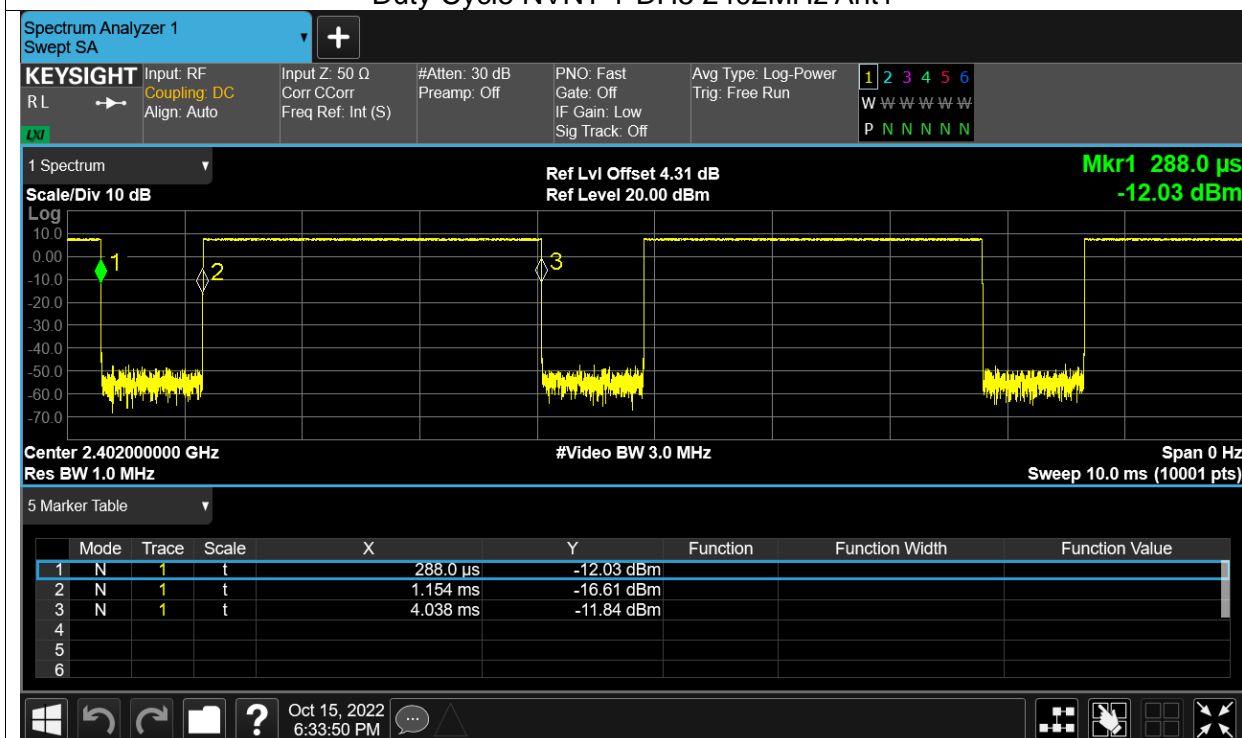 Duty Cycle NVNT 1-DH5 2402MHz Ant1
Spectrum Analyzer 1
Swept SA
KEYSIGHT
R L
LXI
Input: RF
Coupling: DC
Align: Auto
Input Z: 50 Ω
Corr CCorr
Freq Ref: Int (S)
#Atten: 30 dB
Preamp: Off
PNO: Fast
Gate: Off
IF Gain: Low
Sig Track: Off
Avg Type: Log-Power
Trig: Free Run
1 2 3 4 5 6
W W W W W W
P N N N N N
1 Spectrum
Scale/Div 10 dB
Ref Lvl Offset 4.31 dB
Ref Level 20.00 dBm
Mkr1 288.0 µs
-12.03 dBm
Log
10.0
0.00
-10.0
-20.0
-30.0
-40.0
-50.0
-60.0
-70.0
1
2
3
Center 2.402000000 GHz
Res BW 1.0 MHz
#Video BW 3.0 MHz
Span 0 Hz
Sweep 10.0 ms (10001 pts)
5 Marker Table
Mode Trace Scale X Y Function Function Width Function Value
1 N 1 t 288.0 µs -12.03 dBm
2 N 1 t 1.154 ms -16.61 dBm
3 N 1 t 4.038 ms -11.84 dBm
4
5
6
?
Oct 15, 2022
6:33:50 PM